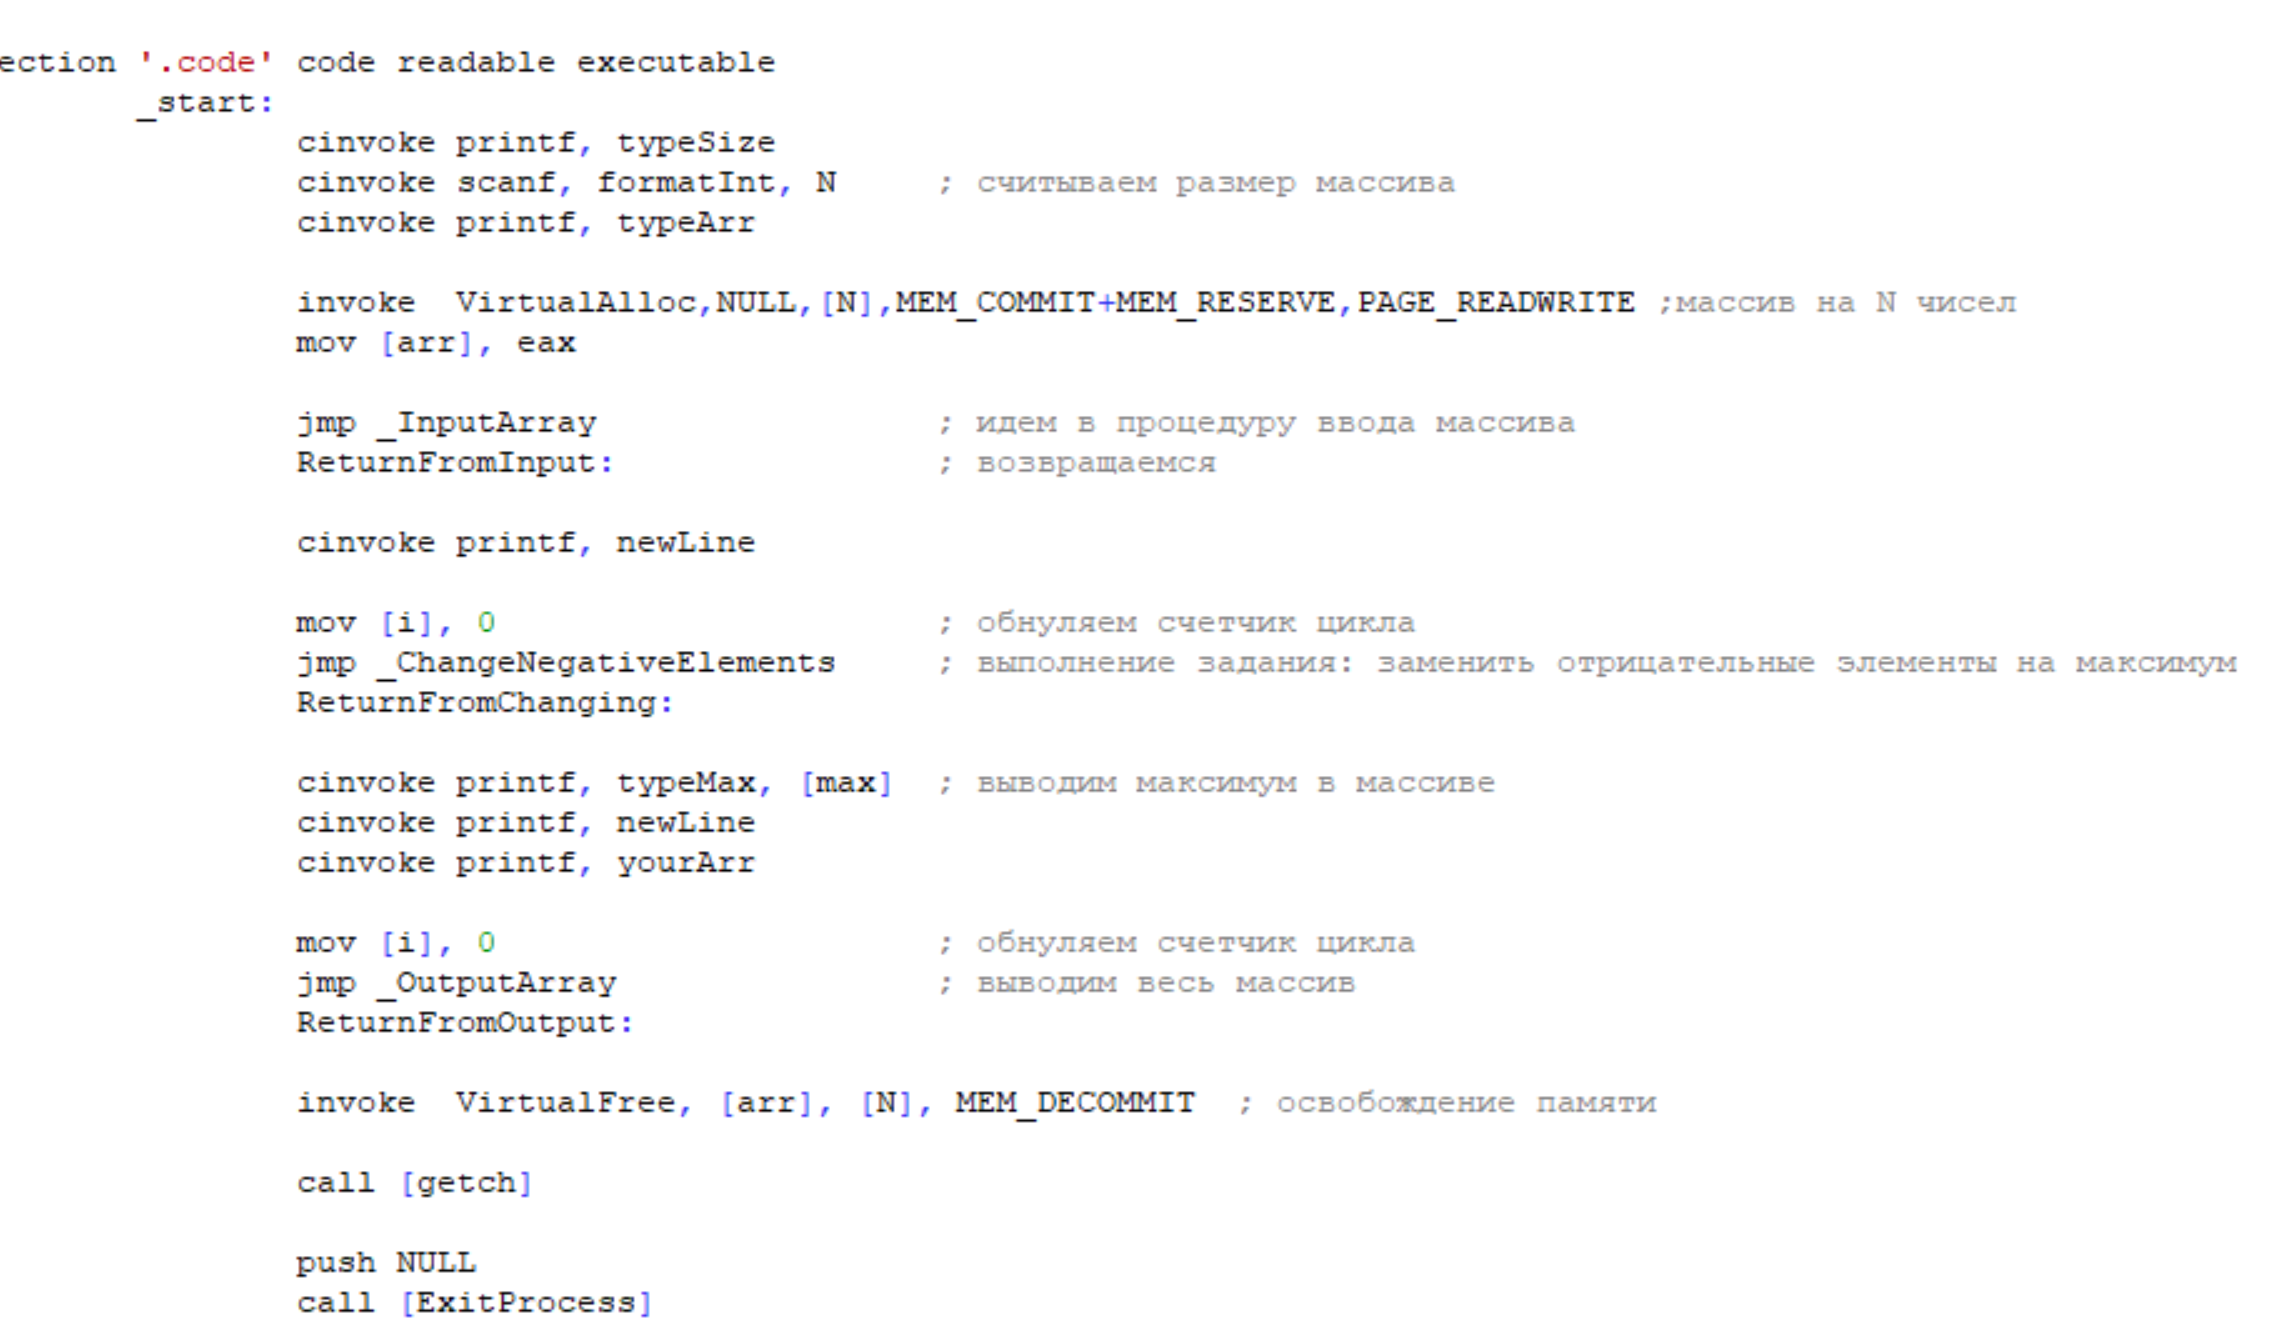 ection '.code' code readable executable
_start:
cinvoke printf, typeSize
cinvoke scanf, formatInt, N ; считываем размер массива
cinvoke printf, typeArr
invoke VirtualAlloc,NULL,[N],MEM_COMMIT+MEM_RESERVE,PAGE_READWRITE ;массив на N чисел
mov [arr], eax
jmp _InputArray ; идем в процедуру ввода массива
ReturnFromInput: ; возвращаемся
cinvoke printf, newLine
mov [i], 0 ; обнуляем счетчик цикла
jmp _ChangeNegativeElements ; выполнение задания: заменить отрицательные элементы на максимум
ReturnFromChanging:
cinvoke printf, typeMax, [max] ; выводим максимум в массиве
cinvoke printf, newLine
cinvoke printf, yourArr
mov [i], 0 ; обнуляем счетчик цикла
jmp _OutputArray ; выводим весь массив
ReturnFromOutput:
invoke VirtualFree, [arr], [N], MEM_DECOMMIT ; освобождение памяти
call [getch]
push NULL
call [ExitProcess]